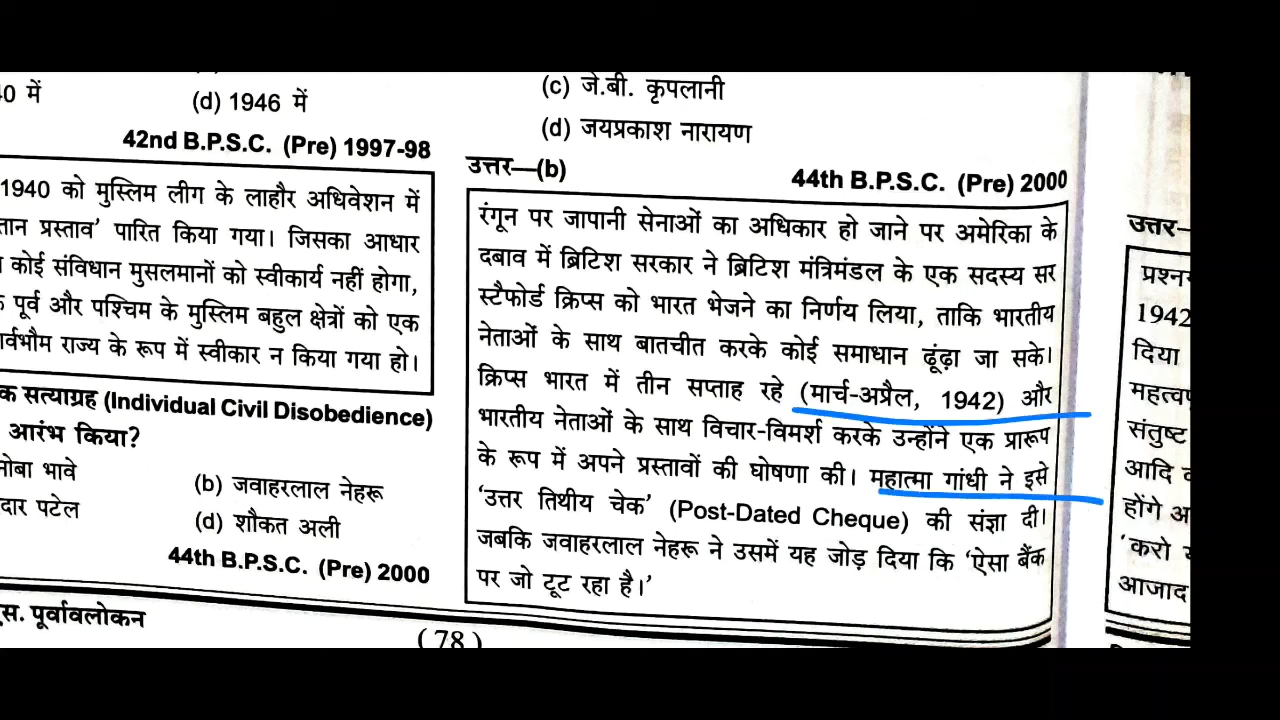 40 में
(d) 1946 में
42nd B.P.S.C. (Pre) 1997-98
1940 को मुस्लिम लीग के लाहौर अधिवेशन में
प्रस्ताव’ पारित किया गया। जिसका आधार
कोई संविधान मुसलमानों को स्वीकार्य नहीं होगा,
पूर्व और पश्चिम के मुस्लिम बहुल क्षेत्रों को एक
राज्य के रूप में स्वीकार न किया गया हो।
सत्याग्रह (Individual Civil Disobedience)
आरंभ किया?
भावे
(b) जवाहरलाल नेहरू
पटेल
(d) शौकत अली
44th B.P.S.C. (Pre) 2000
पूर्वावलोकन
(78)
(c) जे.बी. कृपलानी
(d) जयप्रकाश नारायण
उत्तर—(b)
44th B.P.S.C. (Pre) 2000
रंगून पर जापानी सेनाओं का अधिकार हो जाने पर अमेरिका के
दबाव में ब्रिटिश सरकार ने ब्रिटिश मंत्रिमंडल के एक सदस्य सर
स्टैफोर्ड क्रिप्स को भारत भेजने का निर्णय लिया, ताकि भारतीय
नेताओं के साथ बातचीत करके कोई समाधान ढूंढ़ा जा सके।
क्रिप्स भारत में तीन सप्ताह रहे (मार्च-अप्रैल, 1942) और
भारतीय नेताओं के साथ विचार-विमर्श करके उन्होंने एक प्रारूप
के रूप में अपने प्रस्तावों की घोषणा की। महात्मा गांधी ने इसे
‘उत्तर तिथीय चेक’ (Post-Dated Cheque) की संज्ञा दी।
जबकि जवाहरलाल नेहरू ने उसमें यह जोड़ दिया कि ‘ऐसा बैंक
पर जो टूट रहा है।’
उत्तर—
1942
दिया
संतुष्ट
आदि
होंगे
‘करो
आजाद